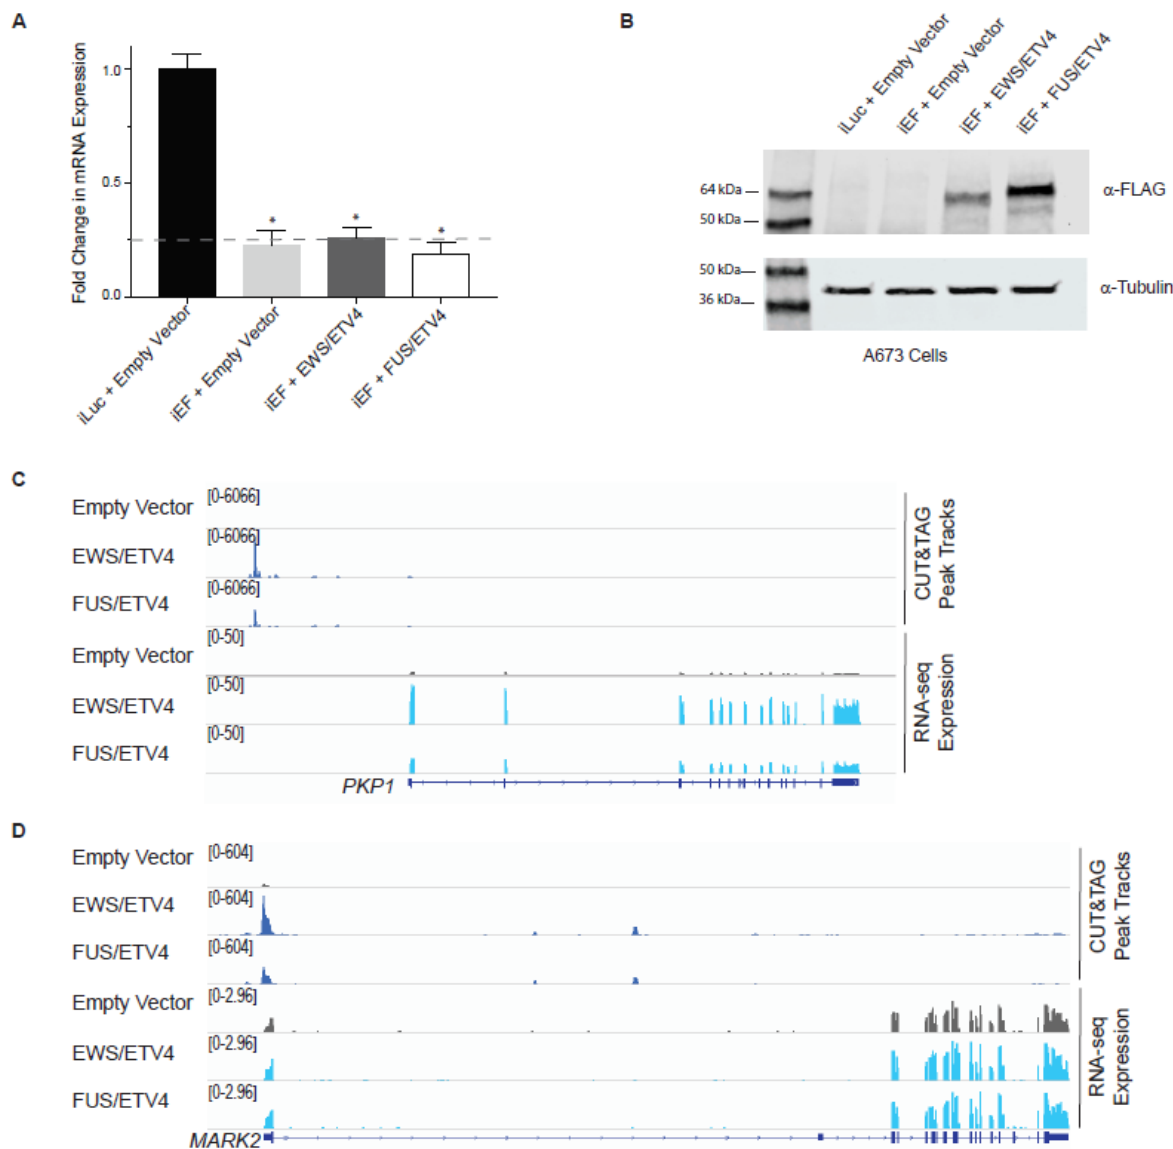 A
Fold Change in mRNA Expression
1.0
0.5
0.0
*
*
*
iLuc + Empty Vector
iEF + Empty Vector
iEF + EWS/ETV4
iEF + FUS/ETV4
B
iLuc + Empty Vector
iEF + Empty Vector
iEF + EWS/ETV4
iEF + FUS/ETV4
64 kDa
50 kDa
α-FLAG
50 kDa
36 kDa
α-Tubulin
A673 Cells
C
Empty Vector [0-6066]
EWS/ETV4 [0-6066]
FUS/ETV4 [0-6066]
CUT&TAG
Peak Tracks
Empty Vector [0-50]
EWS/ETV4 [0-50]
FUS/ETV4 [0-50]
RNA-seq
Expression
PKP1
D
Empty Vector [0-604]
EWS/ETV4 [0-604]
FUS/ETV4 [0-604]
CUT&TAG
Peak Tracks
Empty Vector [0-2.96]
EWS/ETV4 [0-2.96]
FUS/ETV4 [0-2.96]
RNA-seq
Expression
MARK2